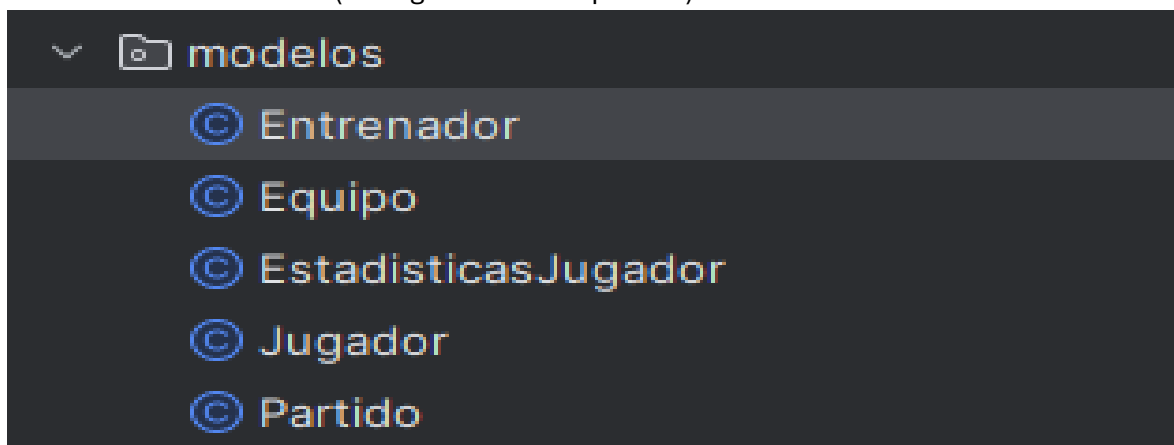 modelos
Entrenador
Equipo
EstadisticasJugador
Jugador
Partido